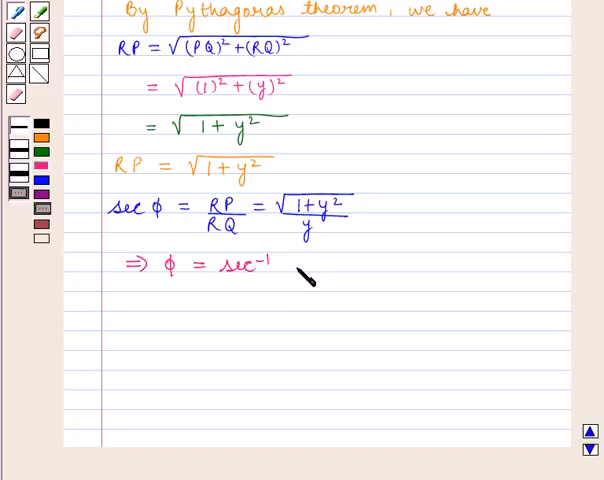 By Pythagoras theorem, we have
RP = √(PQ)² + (RQ)²
= √(1)² + (y)²
= √1 + y²
RP = √1 + y²
sec ϕ = RP/RQ = √1+y²/y
⇒ ϕ = sec⁻¹